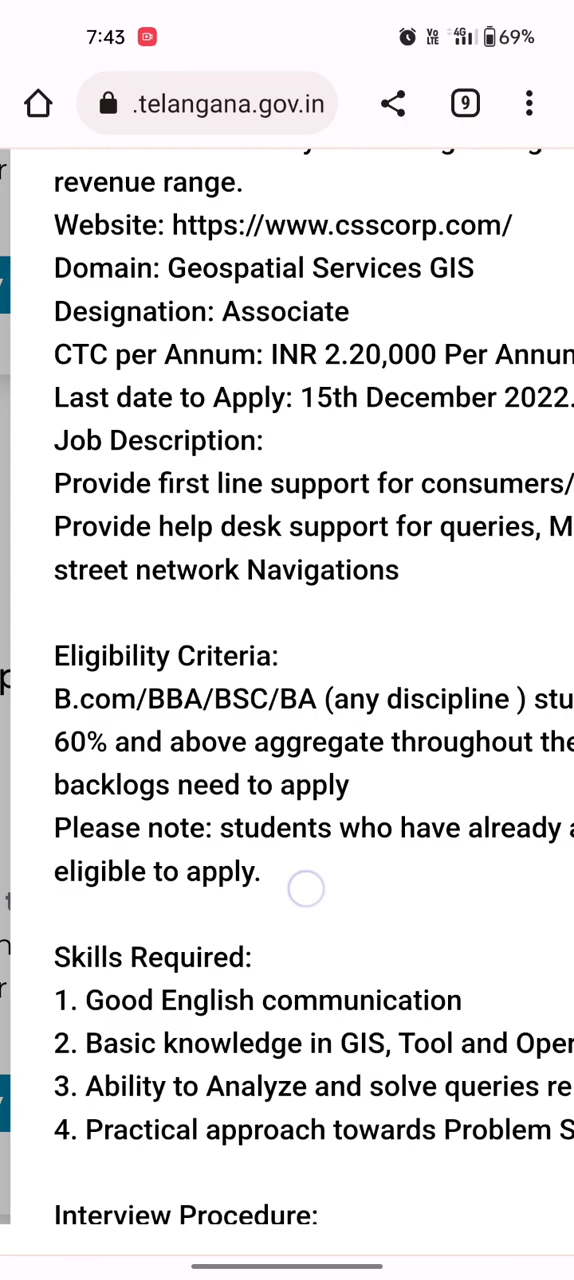 7:43
Vo LTE 4G 69%
.telangana.gov.in
9
revenue range.
Website: https://www.csscorp.com/
Domain: Geospatial Services GIS
Designation: Associate
CTC per Annum: INR 2.20,000 Per Annum
Last date to Apply: 15th December 2022.
Job Description:
Provide first line support for consumers/
Provide help desk support for queries, M
street network Navigations
Eligibility Criteria:
B.com/BBA/BSC/BA (any discipline ) stu
60% and above aggregate throughout the
backlogs need to apply
Please note: students who have already a
eligible to apply.
Skills Required:
1. Good English communication
2. Basic knowledge in GIS, Tool and Oper
3. Ability to Analyze and solve queries re
4. Practical approach towards Problem S
Interview Procedure: